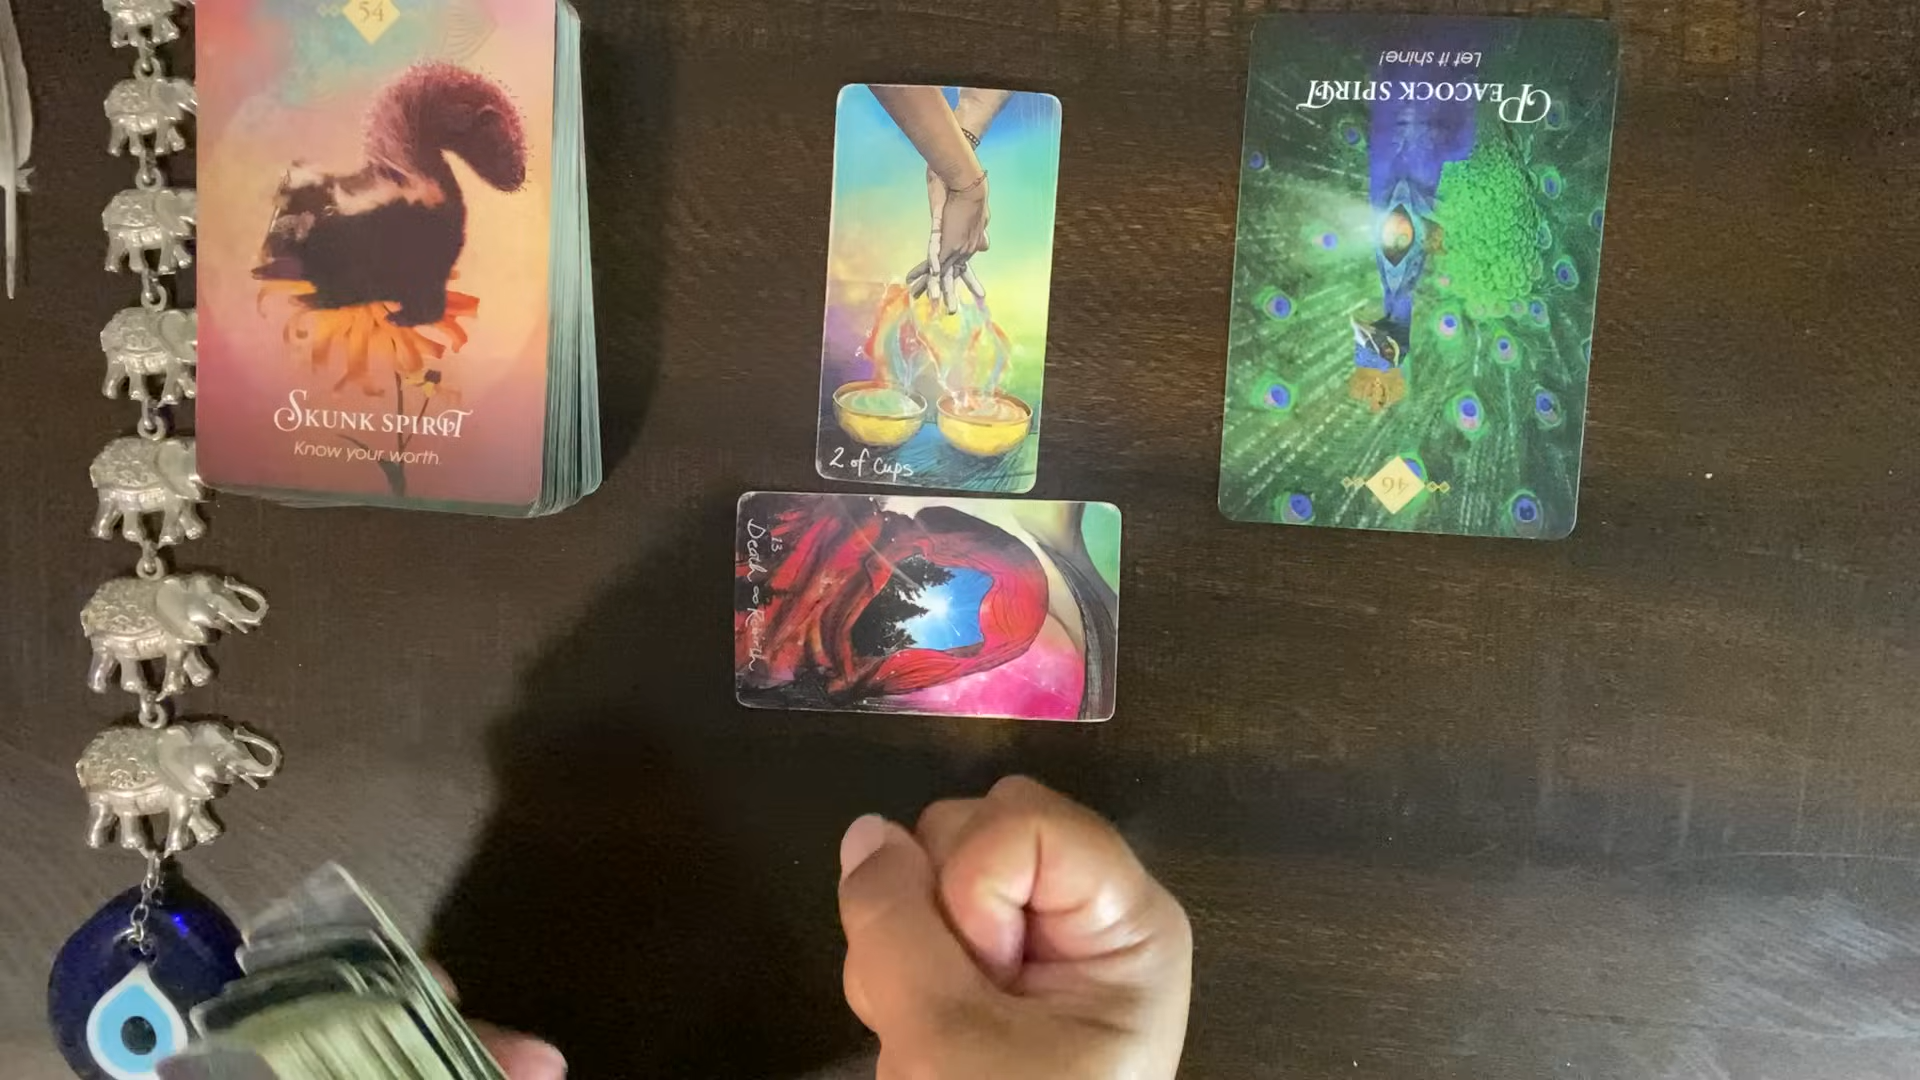 54
SKUNK SPIRIT
Know your worth.
2 of cups
13
Death ∞ Rebirth
PEACOCK SPIRIT
Let it shine!
46